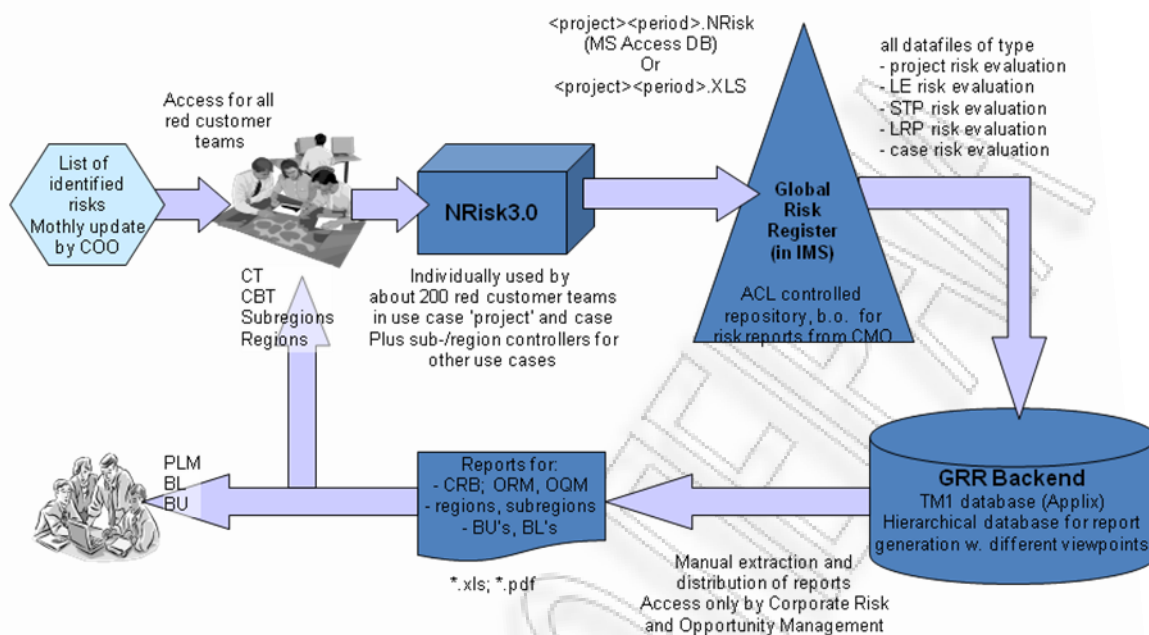 <project><period>.NRisk
(MS Access DB)
Or
<project><period>.XLS
all datafiles of type
- project risk evaluation
- LE risk evaluation
- STP risk evaluation
- LRP risk evaluation
- case risk evaluation
Access for all
red customer
teams
List of
identified
risks
Mothly update
by COO
NRisk3.0
Global
Risk
Register
(in IMS)
ACL controlled
repository, b.o. for
risk reports from CMO
CT
CBT
Subregions
Regions
Individually used by
about 200 red customer teams
in use case 'project' and case
Plus sub-/region controllers for
other use cases
PLM
BL
BU
Reports for:
- CRB; ORM, OQM
- regions, subregions
- BU's, BL's
*.xls; *.pdf
GRR Backend
TM1 database (Applix)
Hierarchical database for report
generation w. different viewpoints
Manual extraction and
distribution of reports
Access only by Corporate Risk
and Opportunity Management